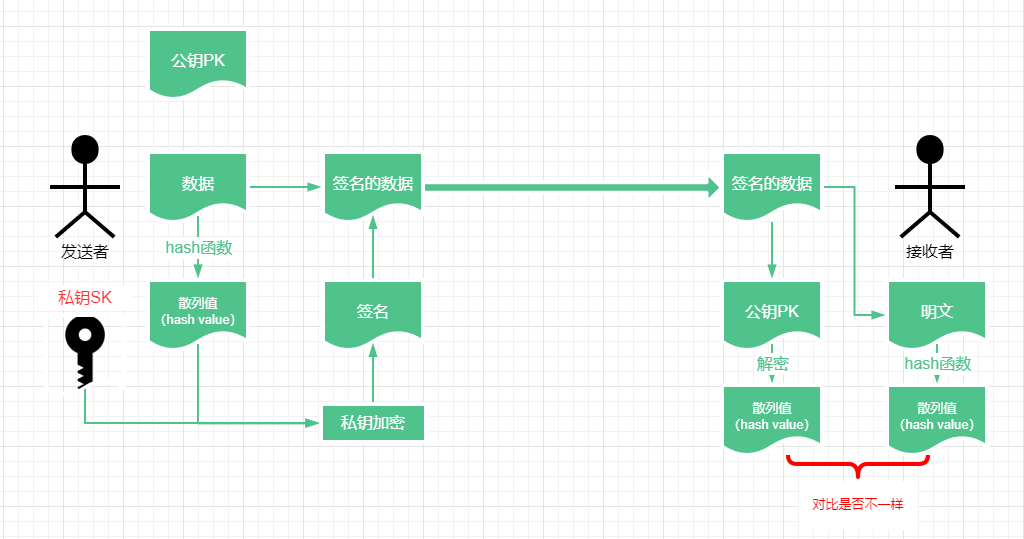 公钥PK
数据
签名的数据
签名的数据
发送者
hash函数
接收者
私钥SK
散列值
（hash value）
签名
公钥PK
明文
解密
hash函数
私钥加密
散列值
（hash value）
散列值
（hash value）
对比是否不一样